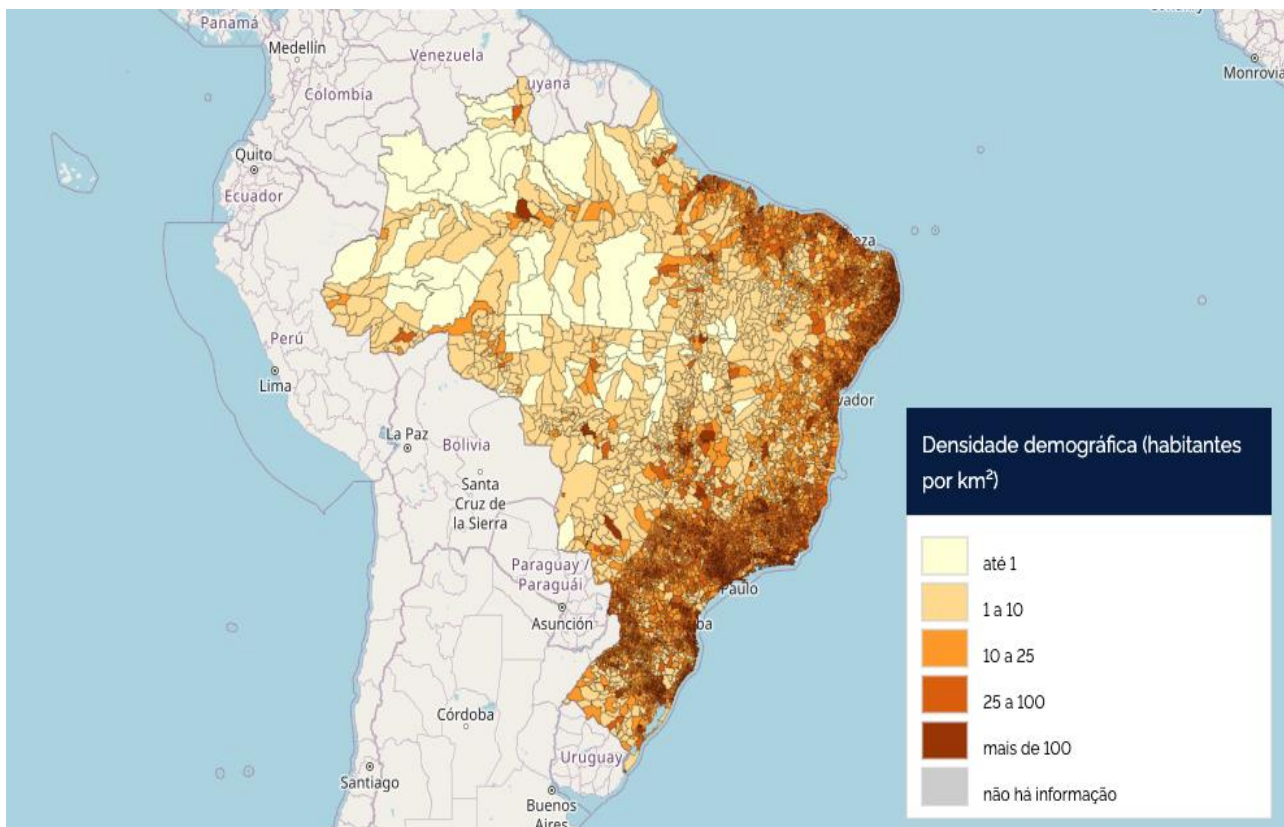 Panamá
Medellín
Venezuela
Monrovia
uyana
Colombia
Quito
Ecuador
eza
Perú
Lima
vador
La Paz
Bolivia
Santa
Cruz de
la Sierra
Densidade demográfica (habitantes
por km²)
até 1
1 a 10
10 a 25
25 a 100
mais de 100
não há informação
Paraguay /
Paraguái
Paulo
Asunción
ba
Córdoba
Uruguay
Santiago
Buenos
Aires